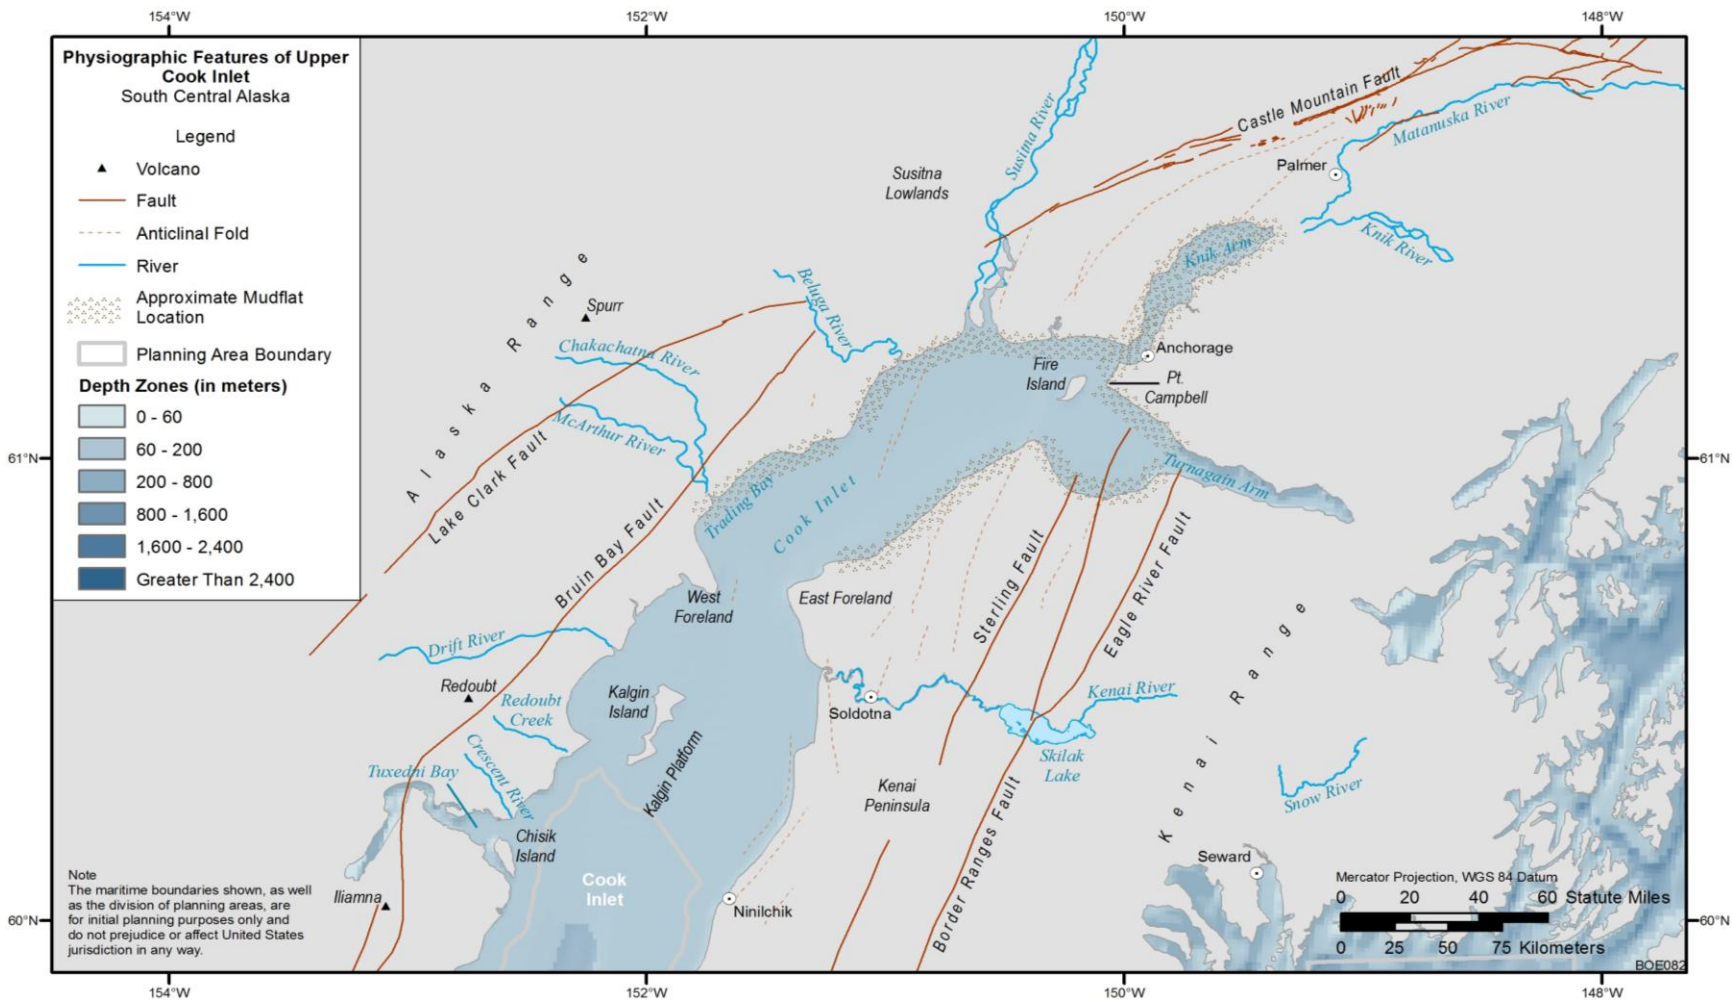 154°W
152°W
150°W
148°W
Physiographic Features of Upper
Cook Inlet
South Central Alaska
Legend
Volcano
Fault
Anticlinal Fold
River
Approximate Mudflat
Location
Planning Area Boundary
Depth Zones (in meters)
0 - 60
60 - 200
200 - 800
800 - 1,600
1,600 - 2,400
Greater Than 2,400
Note
The maritime boundaries shown, as well
as the division of planning areas, are
for initial planning purposes only and
do not prejudice or affect United States
jurisdiction in any way.
61°N
60°N
61°N
60°N
Castle Mountain Fault
Matanuska River
Susitna River
Susitna
Lowlands
Palmer
Knik Arm
Knik River
Alaska Range
Spurr
Beluga River
Chakachatna River
McArthur River
Lake Clark Fault
Anchorage
Fire
Island
Pt.
Campbell
Turnagain Arm
Trading Bay
Cook Inlet
Bruin Bay Fault
West
Foreland
East Foreland
Sterling Fault
Eagle River Fault
Drift River
Redoubt
Redoubt
Creek
Kalgin
Island
Kalgin Platform
Soldotna
Kenai River
Skilak
Lake
Kenai Range
Crescent River
Tuxedni Bay
Chisik
Island
Kenai
Peninsula
Border Ranges Fault
Snow River
Seward
Iliamna
Cook
Inlet
Ninilchik
Mercator Projection, WGS 84 Datum
0 20 40 60 Statute Miles
0 25 50 75 Kilometers
BOE082
154°W
152°W
150°W
148°W